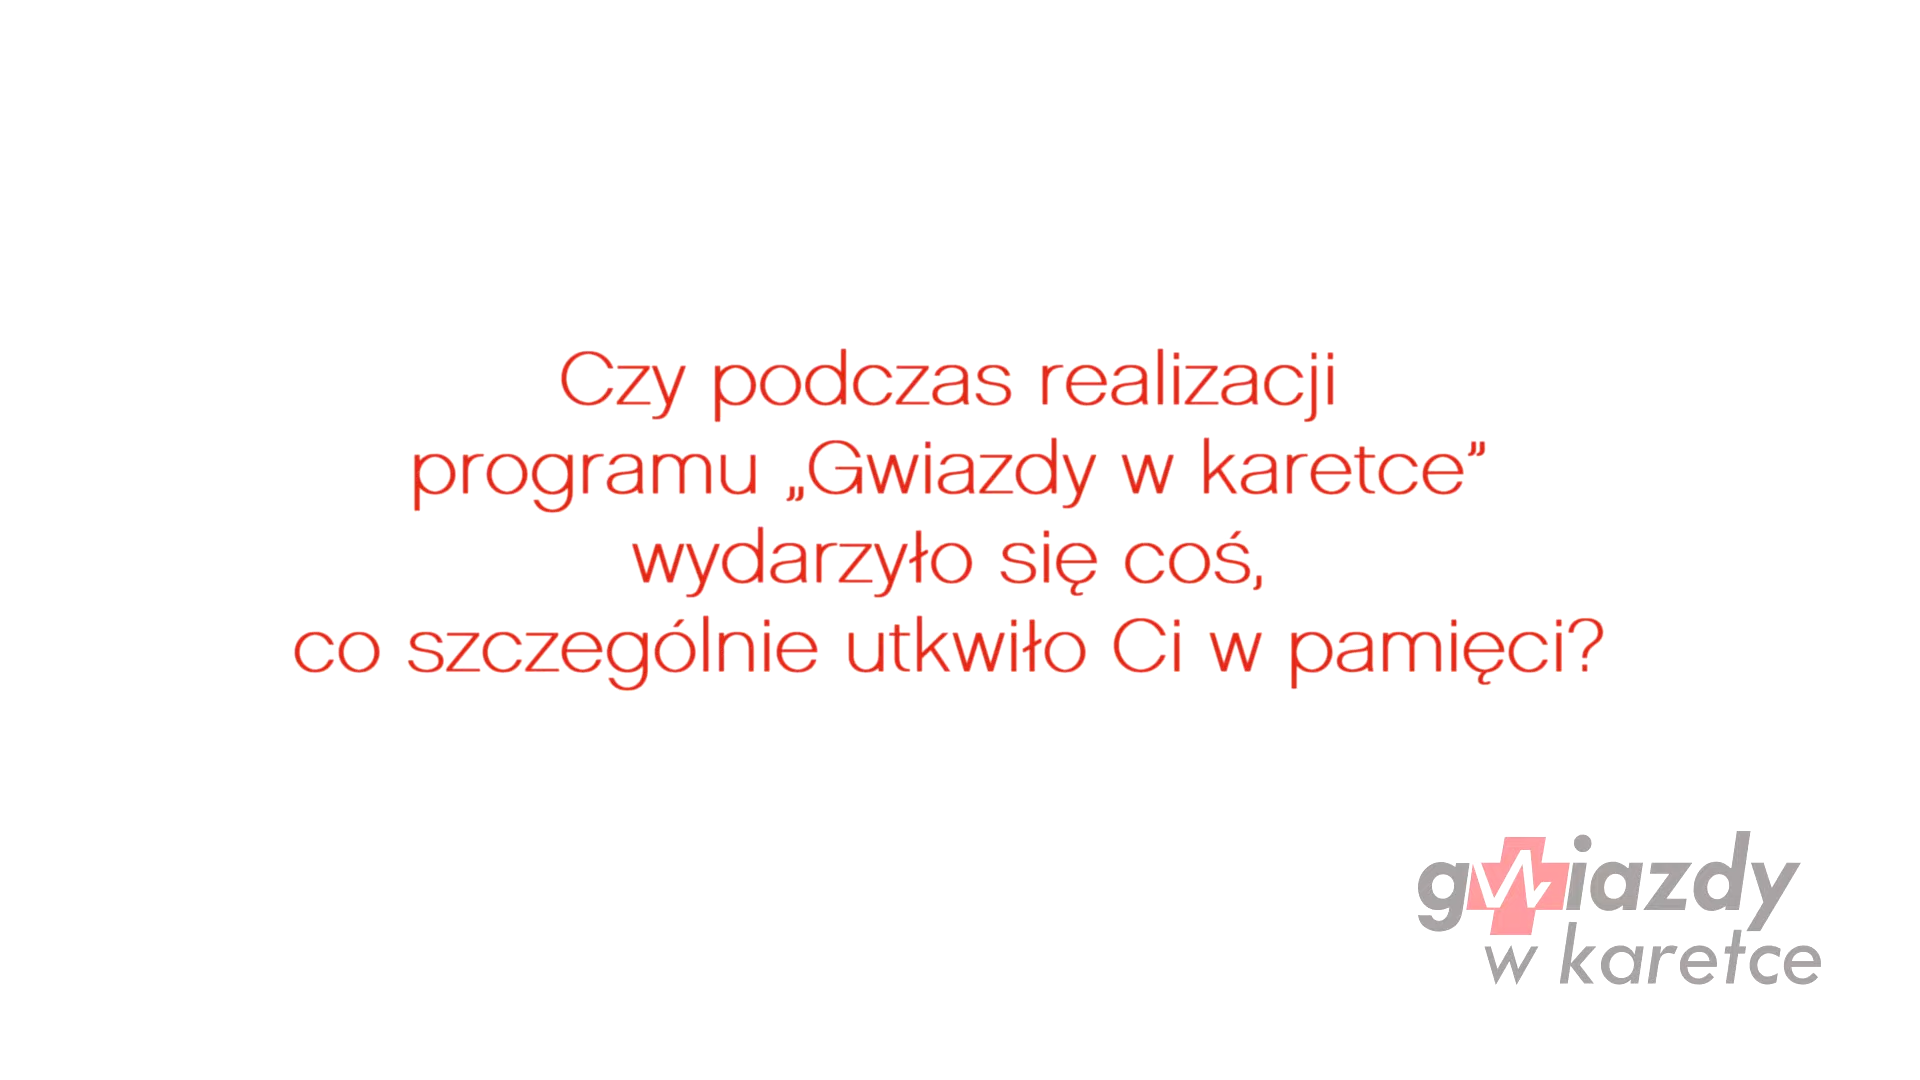 Czy podczas realizacji
programu „Gwiazdy w karetce”
wydarzyło się coś,
co szczególnie utkwiło Ci w pamięci?
gwiazdy
w karetce